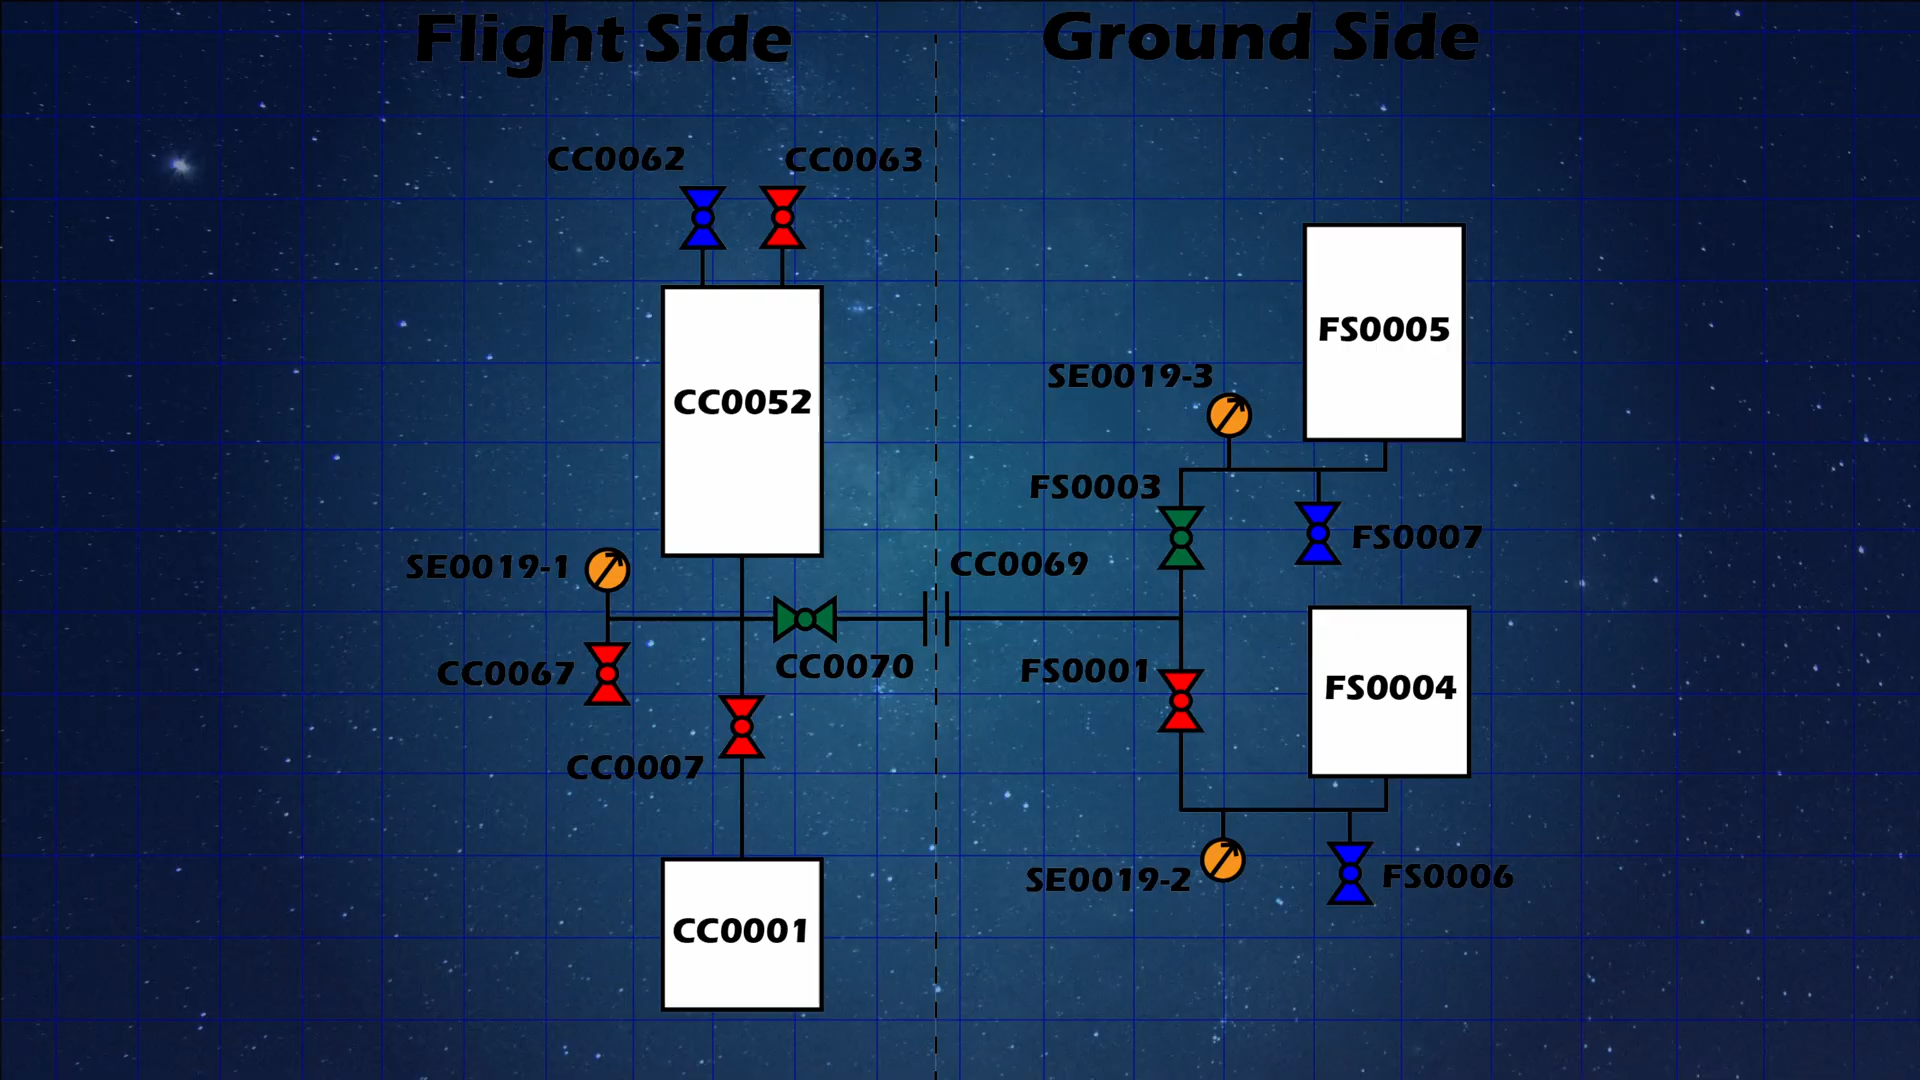 Flight Side
Ground Side
CC0062
CC0063
FS0005
SE0019-3
CC0052
FS0003
FS0007
SE0019-1
CC0069
CC0067
CC0070
FS0001
FS0004
CC0007
SE0019-2
FS0006
CC0001